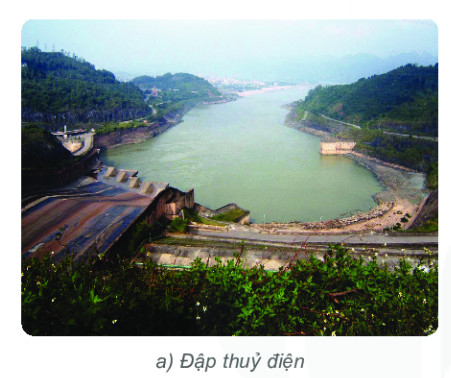 a) Đập thuỷ điện